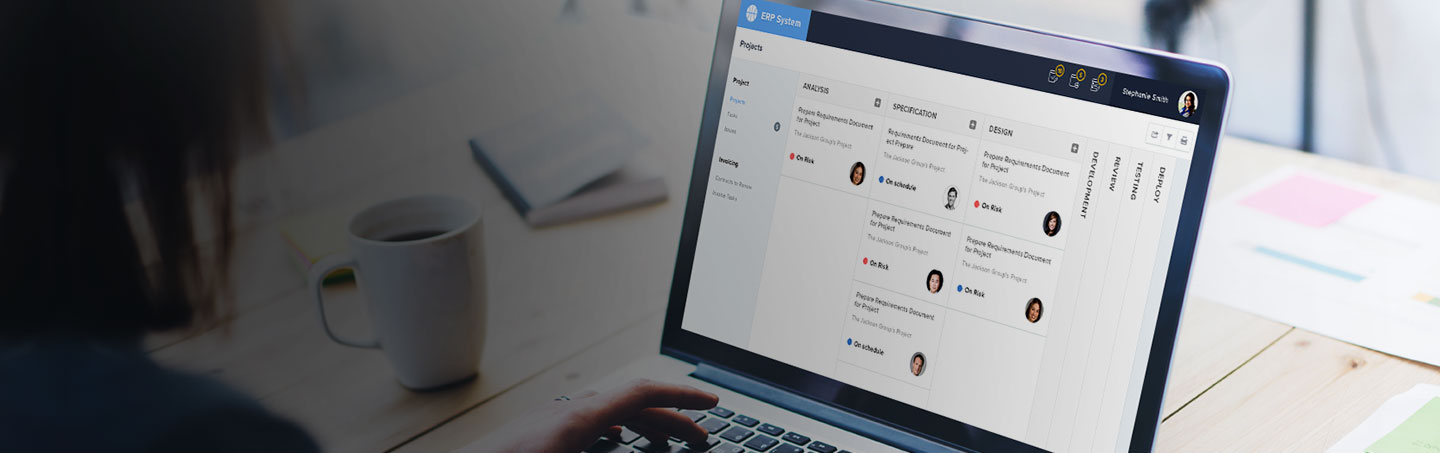 ERP System
Stephanie Smith
Projects
Project
Projects
Tasks
Issues
Invoicing
Contracts to Renew
Invoice Tasks
ANALYSIS
Prepare Requirements Document
for Project
The Jackson Group's Project
On Risk
SPECIFICATION
Requirements Document for Proj-
ect Prepare
The Jackson Group's Project
On schedule
Prepare Requirements Document
for Project
The Jackson Group's Project
On Risk
Prepare Requirements Document
for Project
The Jackson Group's Project
On schedule
DESIGN
Prepare Requirements Document
for Project
The Jackson Group's Project
On Risk
Prepare Requirements Document
for Project
The Jackson Group's Project
On Risk
DEVELOPMENT
REVIEW
TESTING
DEPLOY